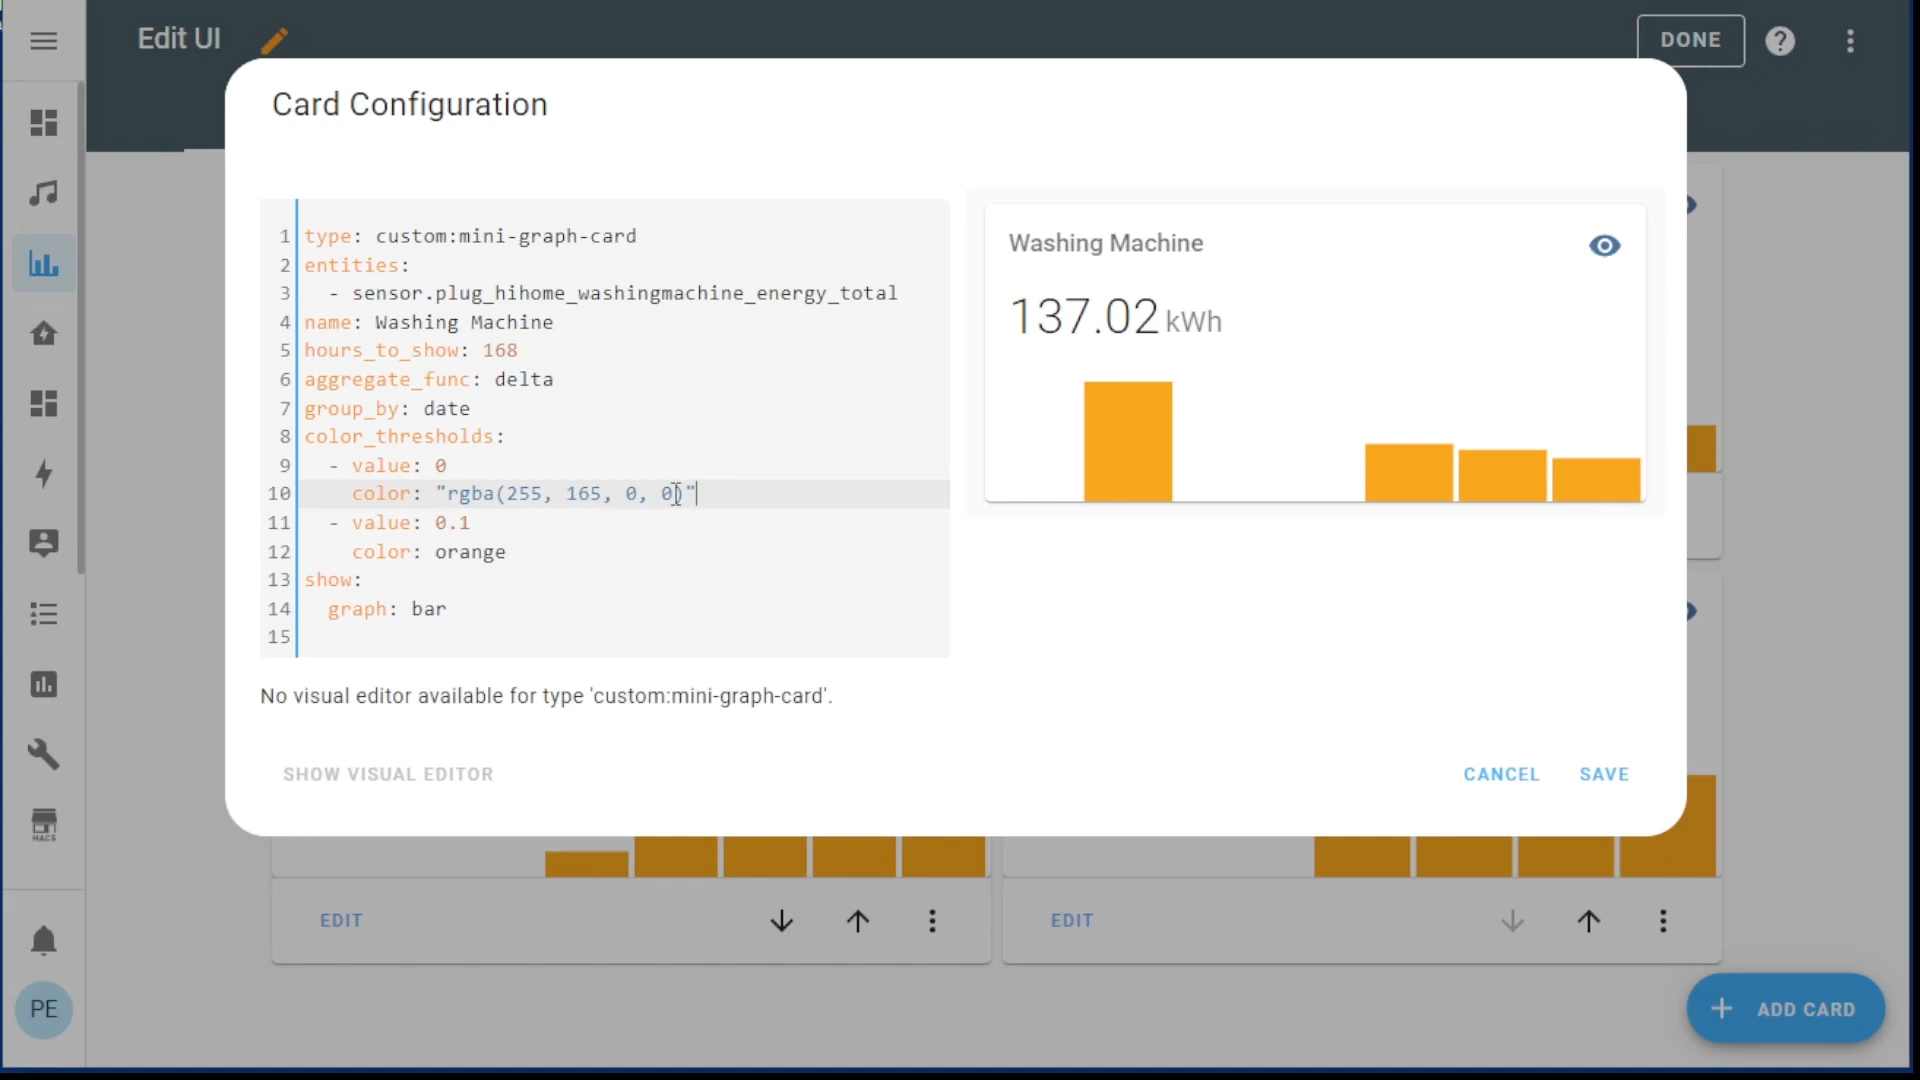 Edit UI
DONE
Card Configuration
1 type: custom:mini-graph-card
2 entities:
3   - sensor.plug_hihome_washingmachine_energy_total
4 name: Washing Machine
5 hours_to_show: 168
6 aggregate_func: delta
7 group_by: date
8 color_thresholds:
9   - value: 0
10     color: "rgba(255, 165, 0, 0)"
11   - value: 0.1
12     color: orange
13 show:
14   graph: bar
15
Washing Machine
137.02 kWh
No visual editor available for type 'custom:mini-graph-card'.
SHOW VISUAL EDITOR
CANCEL
SAVE
HACS
EDIT
EDIT
PE
ADD CARD